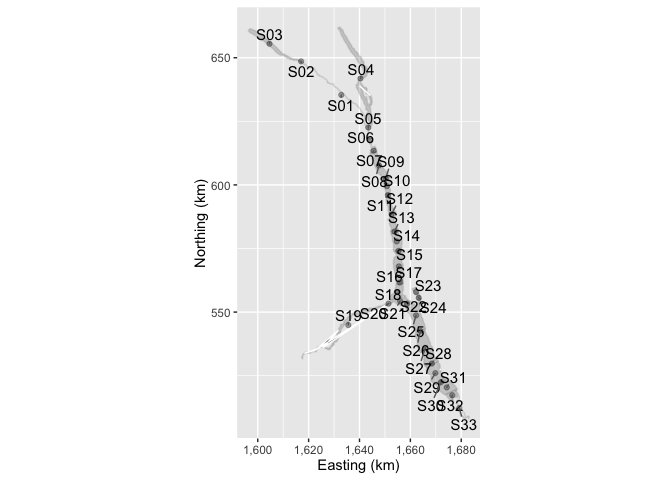 S03
650
S02
S04
S01
S05
S06
S07
S09
S08
S10
600
S12
S11
S13
S14
S15
S16
S17
S23
S18
S22
S24
550
S19
S20
S21
S25
S26
S28
S27
S31
S29
S30
S32
S33
1,600
1,620
1,640
1,660
1,680
Easting (km)
Northing (km)